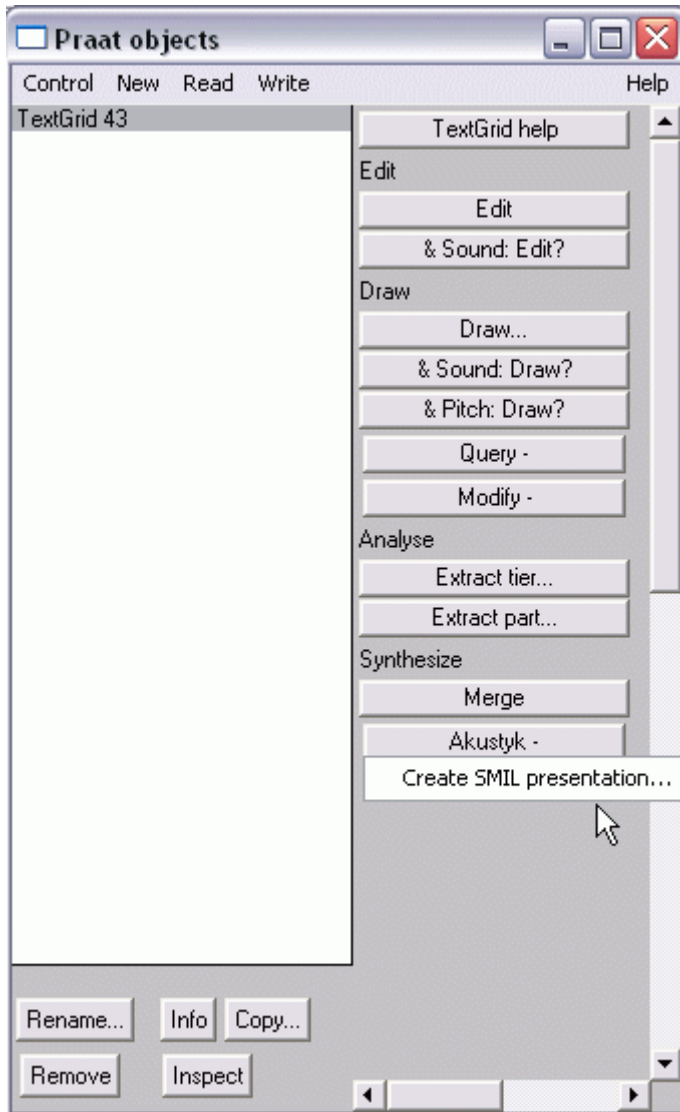 Praat objects
Control New Read Write Help
TextGrid 43
TextGrid help
Edit
Edit
& Sound: Edit?
Draw
Draw...
& Sound: Draw?
& Pitch: Draw?
Query -
Modify -
Analyse
Extract tier...
Extract part...
Synthesize
Merge
Akustyk -
Create SMIL presentation...
Rename... Info Copy...
Remove Inspect